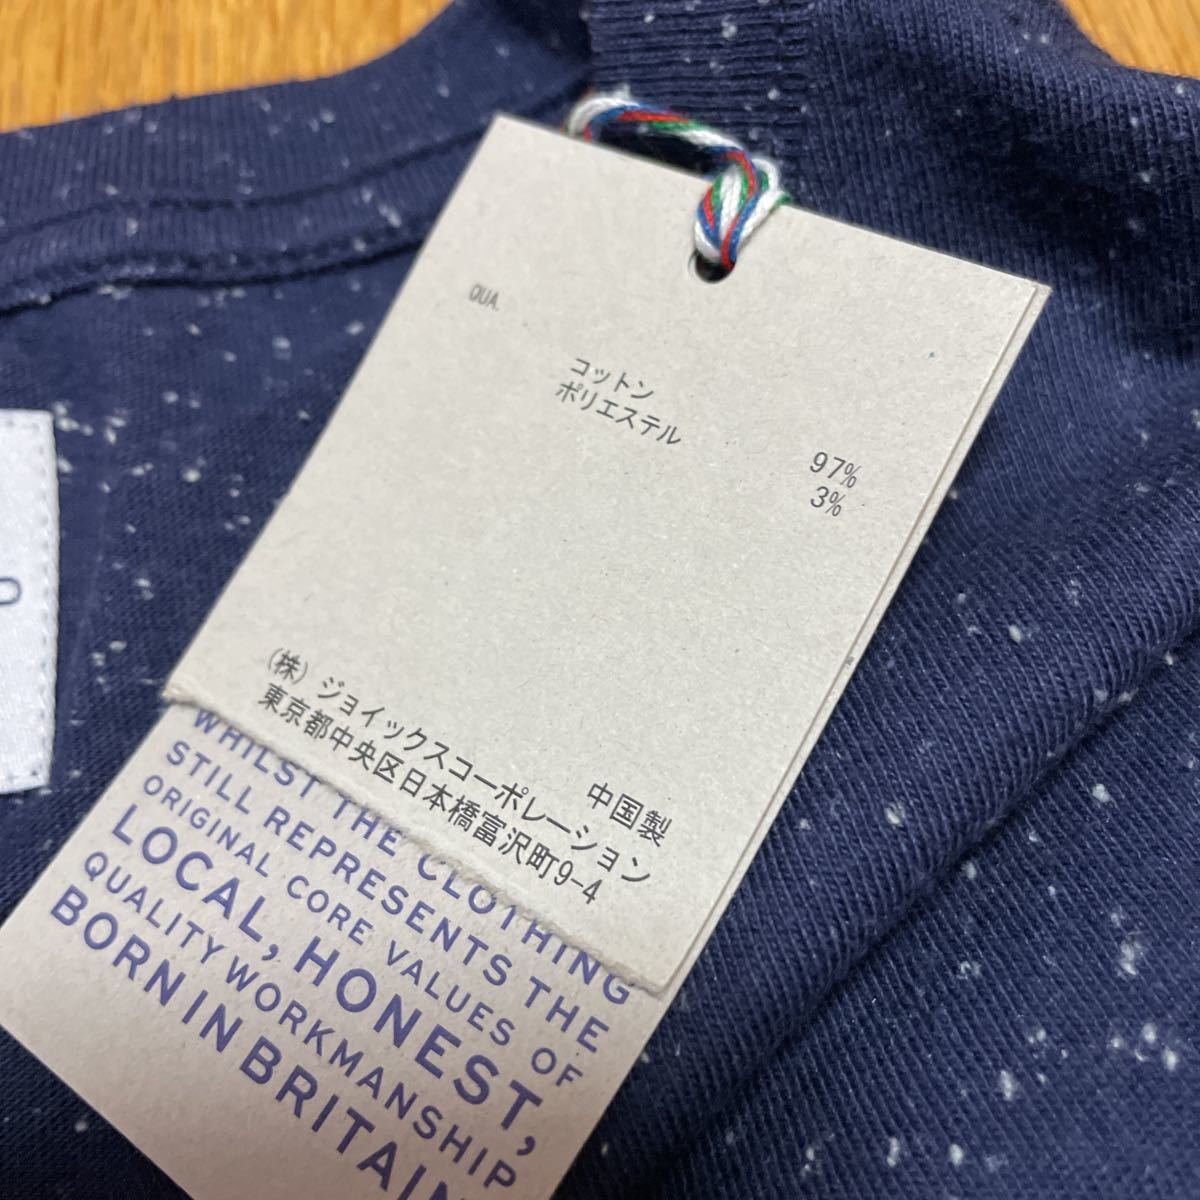 QUA.
コットン
ポリエステル
97%
3%
中国製
(株)ジョイックスコーポレーション
東京都中央区日本橋富沢町9-4
WHILST THE CLOTHING
STILL REPRESENTS THE
ORIGINAL CORE VALUES OF
LOCAL, HONEST,
QUALITY WORKMANSHIP
BORN IN BRITAIN